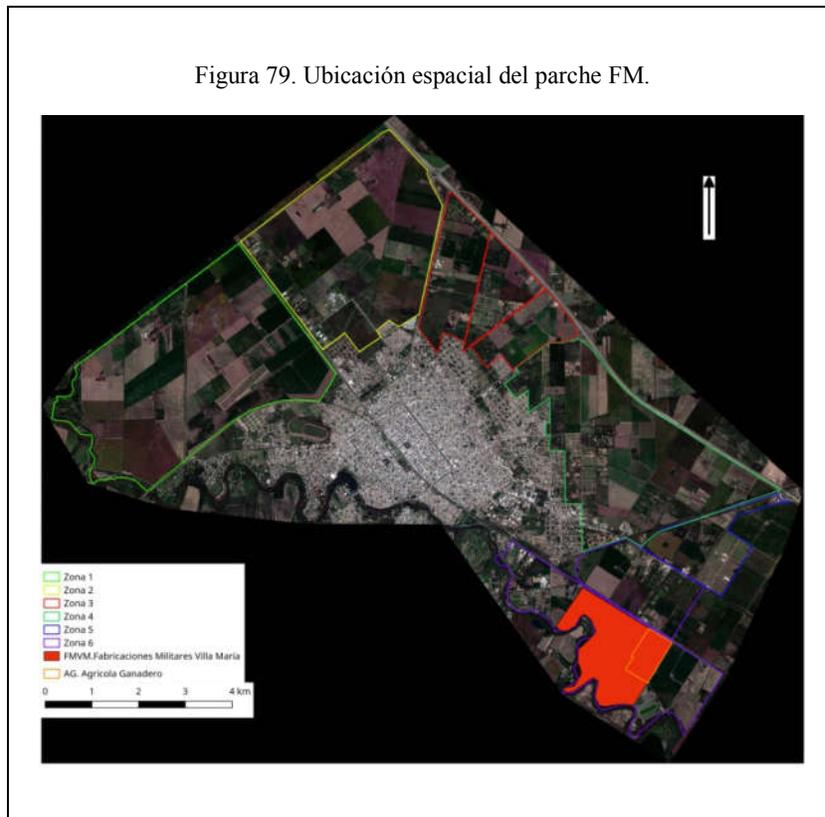 Figura 79. Ubicación espacial del parche FM.
Zona 1
Zona 2
Zona 3
Zona 4
Zona 5
Zona 6
FMVM.Fabricaciones Militares Villa María
AG. Agrícola Ganadero
0 1 2 3 4 km